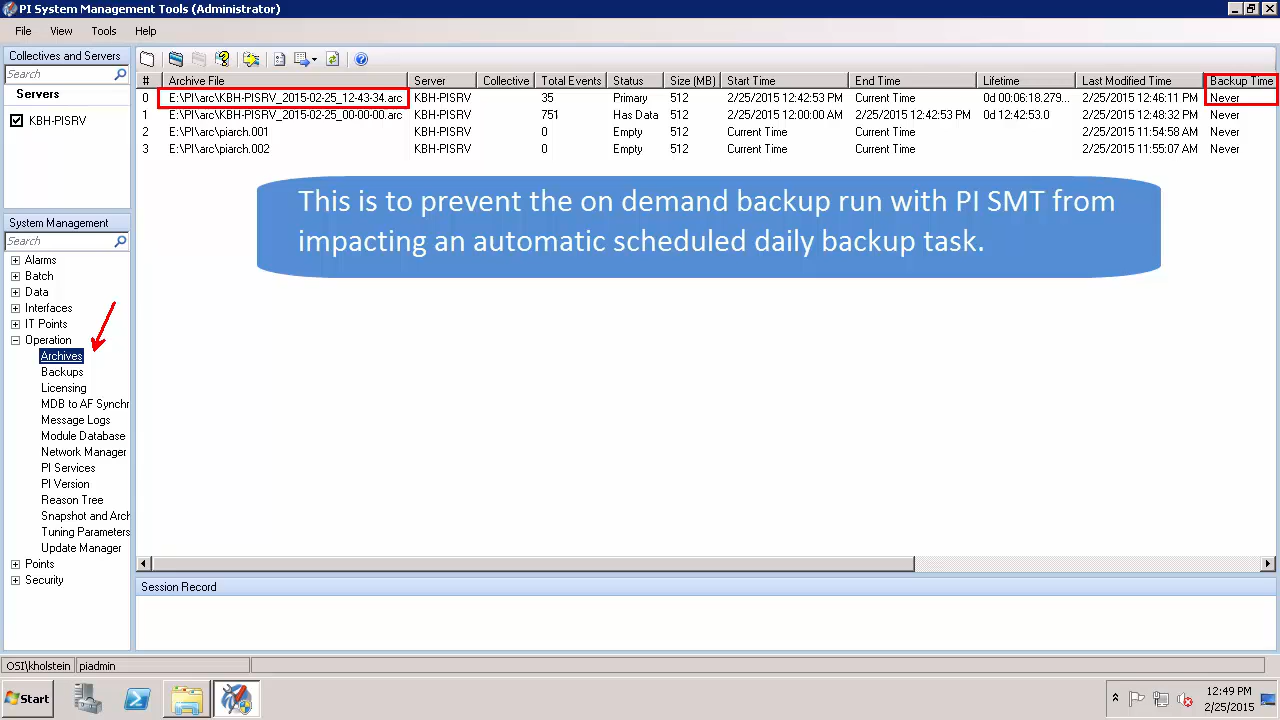 PI System Management Tools (Administrator)
File View Tools Help
Collectives and Servers
Search
Servers
KBH-PISRV
# Archive File Server Collective Total Events Status Size (MB) Start Time End Time Lifetime Last Modified Time Backup Time
0 E:\PI\arc\KBH-PISRV_2015-02-25_12-43-34.arc KBH-PISRV 35 Primary 512 2/25/2015 12:42:53 PM Current Time 0d 00:06:18.279... 2/25/2015 12:46:11 PM Never
1 E:\PI\arc\KBH-PISRV_2015-02-25_00-00-00.arc KBH-PISRV 751 Has Data 512 2/25/2015 12:00:00 AM 2/25/2015 12:42:53 PM 0d 12:42:53.0 2/25/2015 12:48:32 PM Never
2 E:\PI\arc\piarch.001 KBH-PISRV 0 Empty 512 Current Time Current Time 2/25/2015 11:54:58 AM Never
3 E:\PI\arc\piarch.002 KBH-PISRV 0 Empty 512 Current Time Current Time 2/25/2015 11:55:07 AM Never
This is to prevent the on demand backup run with PI SMT from
impacting an automatic scheduled daily backup task.
System Management
Search
Alarms
Batch
Data
Interfaces
IT Points
Operation
Archives
Backups
Licensing
MDB to AF Synchr
Message Logs
Module Database
Network Manager
PI Services
PI Version
Reason Tree
Snapshot and Arch
Tuning Parameters
Update Manager
Points
Security
Session Record
OSI\kholstein piadmin
Start
12:49 PM
2/25/2015